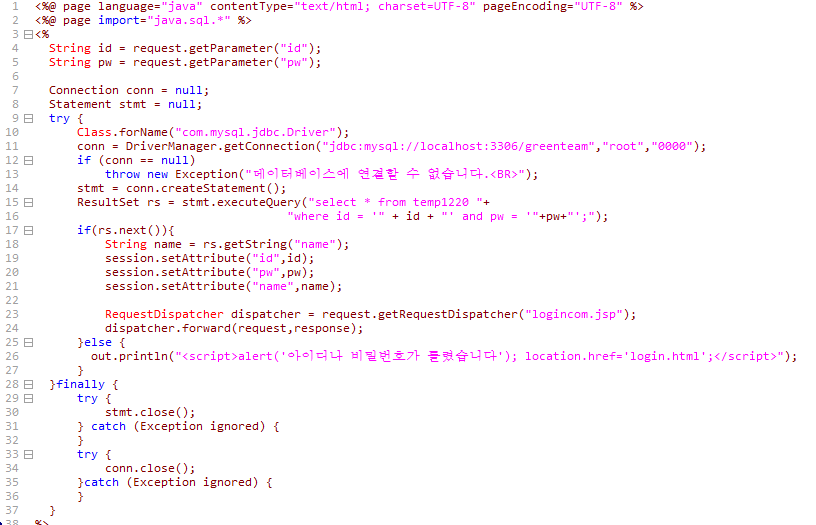 1 <%@ page language="java" contentType="text/html; charset=UTF-8" pageEncoding="UTF-8" %>
2 <%@ page import="java.sql.*" %>
3 <%
4 String id = request.getParameter("id");
5 String pw = request.getParameter("pw");
6
7 Connection conn = null;
8 Statement stmt = null;
9 try {
10 Class.forName("com.mysql.jdbc.Driver");
11 conn = DriverManager.getConnection("jdbc:mysql://localhost:3306/greenteam","root","0000");
12 if (conn == null)
13 throw new Exception("데이터베이스에 연결할 수 없습니다.<BR>");
14 stmt = conn.createStatement();
15 ResultSet rs = stmt.executeQuery("select * from temp1220 "+
16 "where id = '" + id + "' and pw = '"+pw+"';");
17 if(rs.next()){
18 String name = rs.getString("name");
19 session.setAttribute("id",id);
20 session.setAttribute("pw",pw);
21 session.setAttribute("name",name);
22
23 RequestDispatcher dispatcher = request.getRequestDispatcher("logincom.jsp");
24 dispatcher.forward(request,response);
25 }else {
26 out.println("<script>alert('아이디나 비밀번호가 틀렸습니다'); location.href='login.html';</script>");
27 }
28 }finally {
29 try {
30 stmt.close();
31 } catch (Exception ignored) {
32 }
33 try {
34 conn.close();
35 }catch (Exception ignored) {
36 }
37 }
38 %>